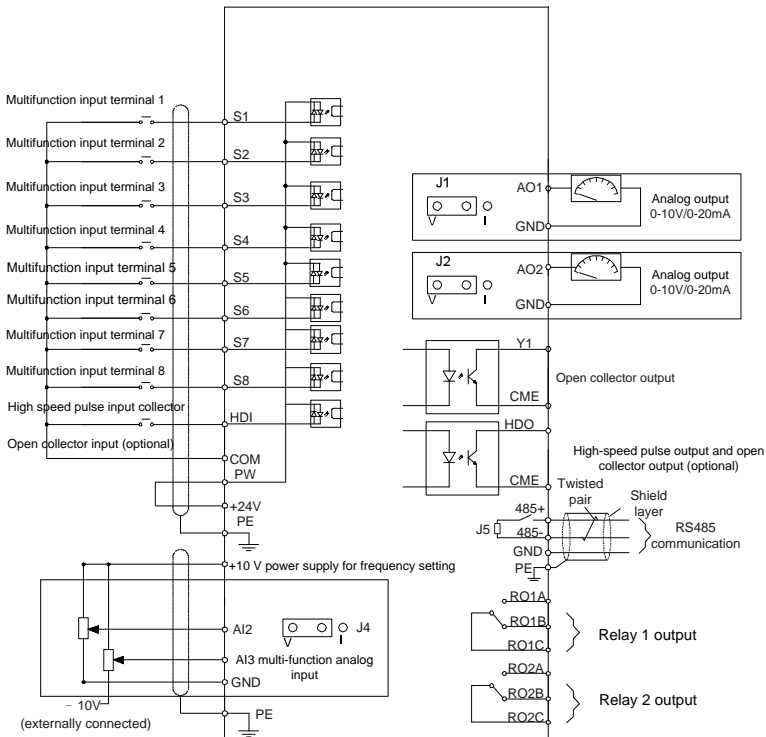 Multifunction input terminal 1
S1
Multifunction input terminal 2
S2
Multifunction input terminal 3
S3
Multifunction input terminal 4
S4
Multifunction input terminal 5
S5
Multifunction input terminal 6
S6
Multifunction input terminal 7
S7
Multifunction input terminal 8
S8
High speed pulse input collector
HDI
Open collector input (optional)
COM
PW
+24V
PE
+10 V power supply for frequency setting
AI2
V
I
J4
AI3 multi-function analog
input
GND
－10V
(externally connected)
PE
J1
V
I
AO1
GND
Analog output
0-10V/0-20mA
J2
V
I
AO2
GND
Analog output
0-10V/0-20mA
Y1
CME
Open collector output
HDO
CME
High-speed pulse output and open
collector output (optional)
Twisted
pair
Shield
layer
485+
J5
485-
GND
PE
RS485
communication
RO1A
RO1B
RO1C
Relay 1 output
RO2A
RO2B
RO2C
Relay 2 output